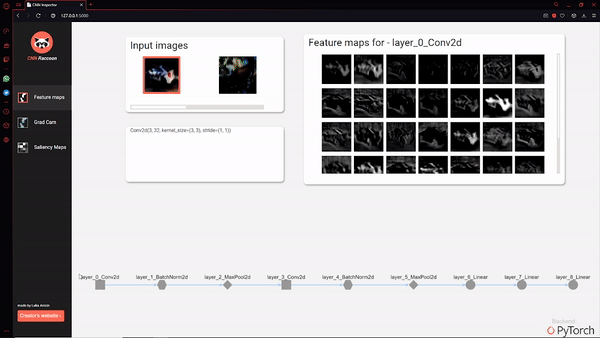 CNN Inspector
127.0.0.1:5000
CNN Raccoon
Feature maps
Grad Cam
Saliency Maps
made by Luka Anicin
Creator's website ›
Input images
Conv2d(3, 32, kernel_size=(3, 3), stride=(1, 1))
Feature maps for - layer_0_Conv2d
layer_0_Conv2d
layer_1_BatchNorm2d
layer_2_MaxPool2d
layer_3_Conv2d
layer_4_BatchNorm2d
layer_5_MaxPool2d
layer_6_Linear
layer_7_Linear
layer_8_Linear
Backend:
PyTorch